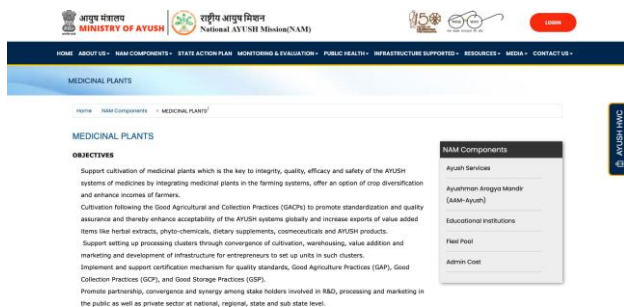 आयुष मंत्रालय
MINISTRY OF AYUSH
राष्ट्रीय आयुष मिशन
National AYUSH Mission(NAM)
LOGIN
HOME ABOUT US NAM COMPONENTS STATE ACTION PLAN MONITORING & EVALUATION PUBLIC HEALTH INFRASTRUCTURE SUPPORTED RESOURCES MEDIA CONTACT US
MEDICINAL PLANTS
Home NAM Components > MEDICINAL PLANTS
MEDICINAL PLANTS
OBJECTIVES
Support cultivation of medicinal plants which is the key to integrity, quality, efficacy and safety of the AYUSH
systems of medicines by integrating medicinal plants in the farming systems, offer an option of crop diversification
and enhance incomes of farmers.
Cultivation following the Good Agricultural and Collection Practices (GACPs) to promote standardization and quality
assurance and thereby enhance acceptability of the AYUSH systems globally and increase exports of value added
items like herbal extracts, phyto-chemicals, dietary supplements, cosmeceuticals and AYUSH products.
Support setting up processing clusters through convergence of cultivation, warehousing, value addition and
marketing and development of infrastructure for entrepreneurs to set up units in such clusters.
Implement and support certification mechanism for quality standards, Good Agriculture Practices (GAP), Good
Collection Practices (GCP), and Good Storage Practices (GSP).
Promote partnership, convergence and synergy among stake holders involved in R&D, processing and marketing in
the public as well as private sector at national, regional, state and sub state level.
NAM Components
Ayush Services
Ayushman Arogya Mandir
(AAM-Ayush)
Educational Institutions
Flexi Pool
Admin Cost
AYUSH HWC